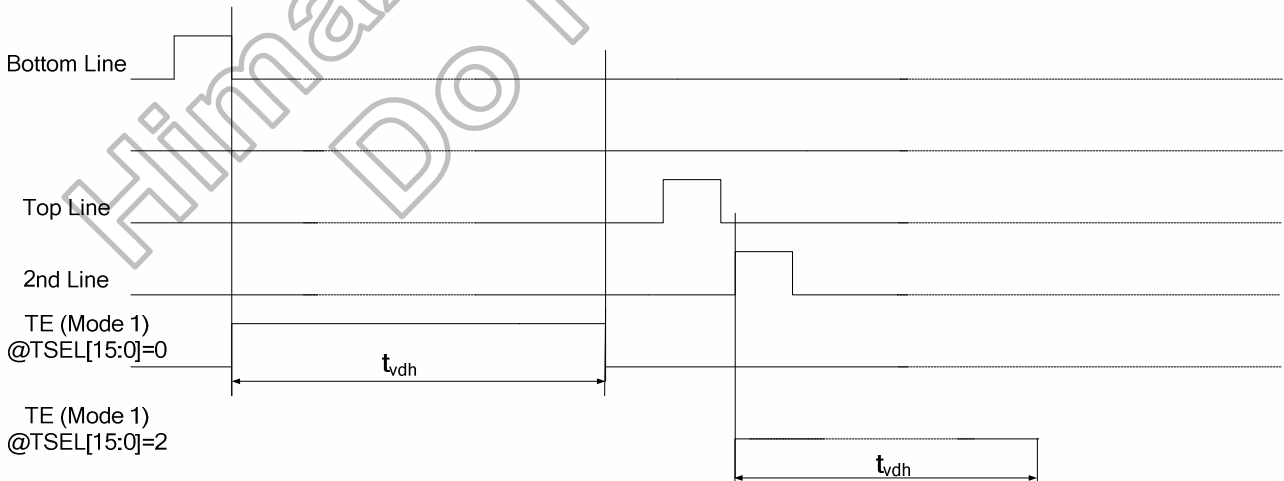 Bottom Line
Top Line
2nd Line
TE (Mode 1)
@TSEL[15:0]=0
tvdh
TE (Mode 1)
@TSEL[15:0]=2
tvdh
Do